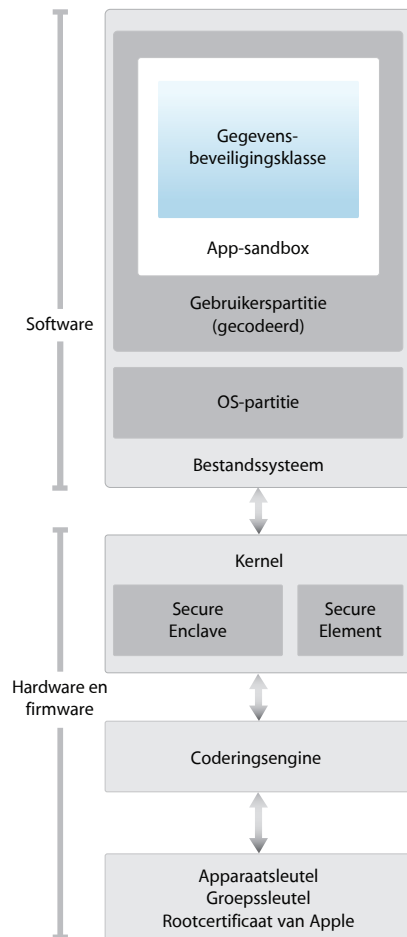 Gegevens-
beveiligingsklasse
App-sandbox
Gebruikerspartitie
(gecodeerd)
Software
OS-partitie
Bestandssysteem
Kernel
Secure
Enclave
Secure
Element
Hardware en
firmware
Coderingsengine
Apparaatsleutel
Groepssleutel
Rootcertificaat van Apple